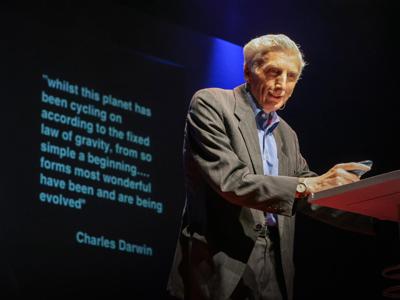 "whilst this planet has
been cycling on
according to the fixed
law of gravity, from so
simple a beginning....
forms most wonderful
have been and are being
evolved"
Charles Darwin